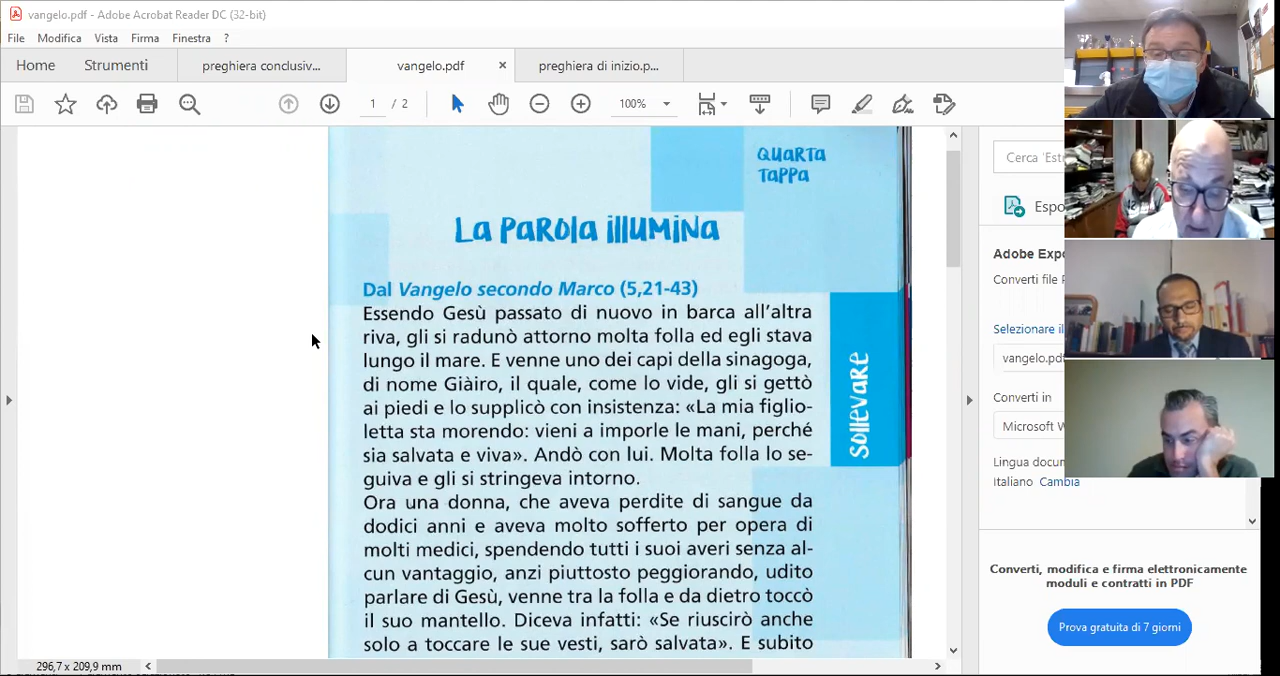 vangelo.pdf - Adobe Acrobat Reader DC (32-bit)
File Modifica Vista Firma Finestra ?
Home Strumenti preghiera conclusiv... vangelo.pdf × preghiera di inizio.p...
1 / 2 100%
QUARTA
TAPPA
La PAROLA ILLUMINA
Dal Vangelo secondo Marco (5,21-43)
Essendo Gesù passato di nuovo in barca all'altra
riva, gli si radunò attorno molta folla ed egli stava
lungo il mare. E venne uno dei capi della sinagoga,
di nome Giàiro, il quale, come lo vide, gli si gettò
ai piedi e lo supplicò con insistenza: «La mia figlio-
letta sta morendo: vieni a imporle le mani, perché
sia salvata e viva». Andò con lui. Molta folla lo se-
guiva e gli si stringeva intorno.
Ora una donna, che aveva perdite di sangue da
dodici anni e aveva molto sofferto per opera di
molti medici, spendendo tutti i suoi averi senza al-
cun vantaggio, anzi piuttosto peggiorando, udito
parlare di Gesù, venne tra la folla e da dietro toccò
il suo mantello. Diceva infatti: «Se riuscirò anche
solo a toccare le sue vesti, sarò salvata». E subito
SOLLEVARE
296,7 x 209,9 mm
Cerca 'Est
Espo
Adobe Expo
Converti file P
Selezionare il
vangelo.pd
Converti in
Microsoft W
Lingua docum
Italiano Cambia
Converti, modifica e firma elettronicamente
moduli e contratti in PDF
Prova gratuita di 7 giorni